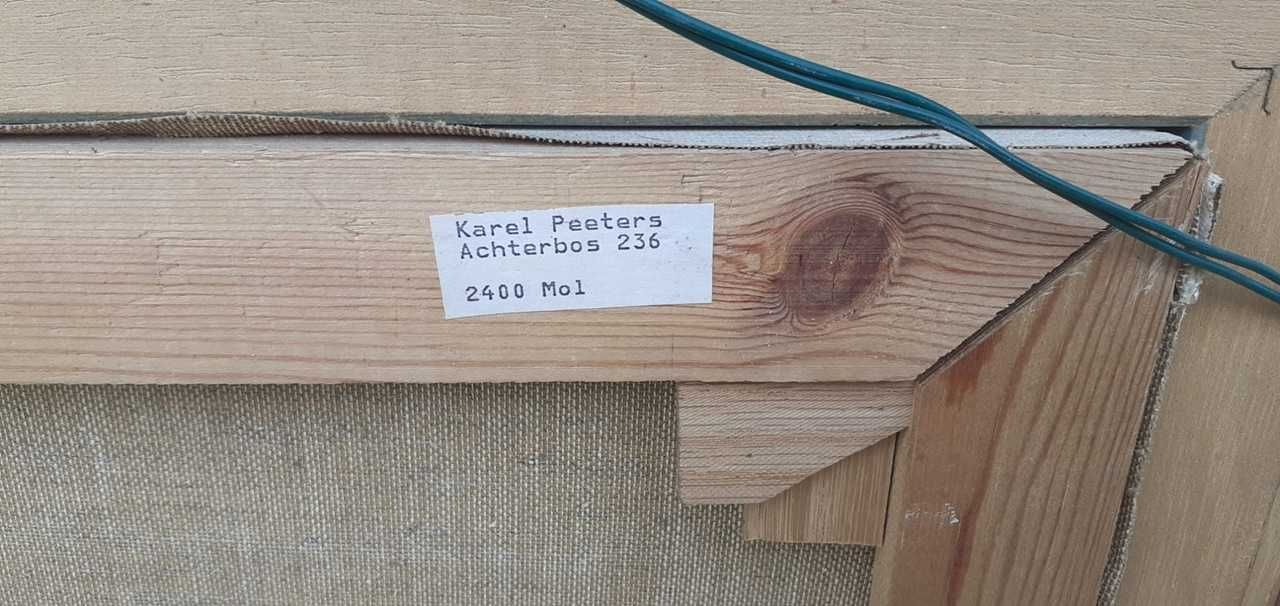 Karel Peeters
Achterbos 236
2400 Mol